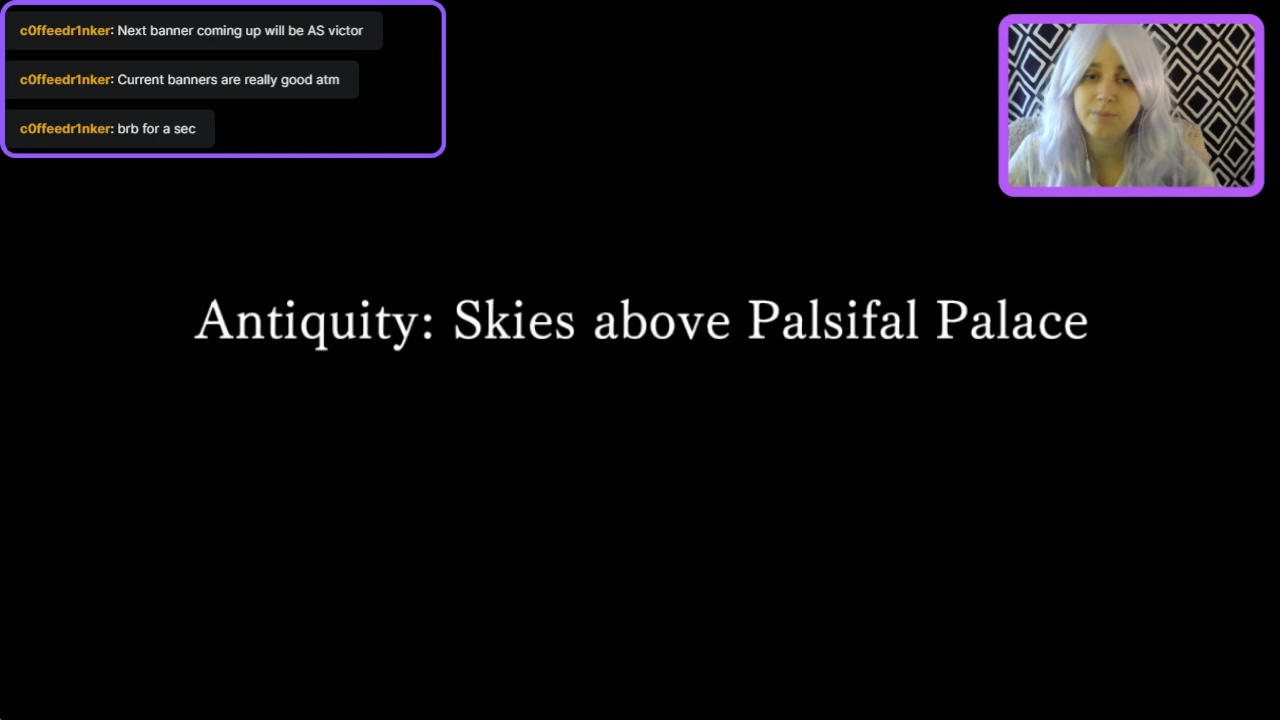 c0ffeedr1nker: Next banner coming up will be AS victor
c0ffeedr1nker: Current banners are really good atm
c0ffeedr1nker: brb for a sec
Antiquity: Skies above Palsifal Palace